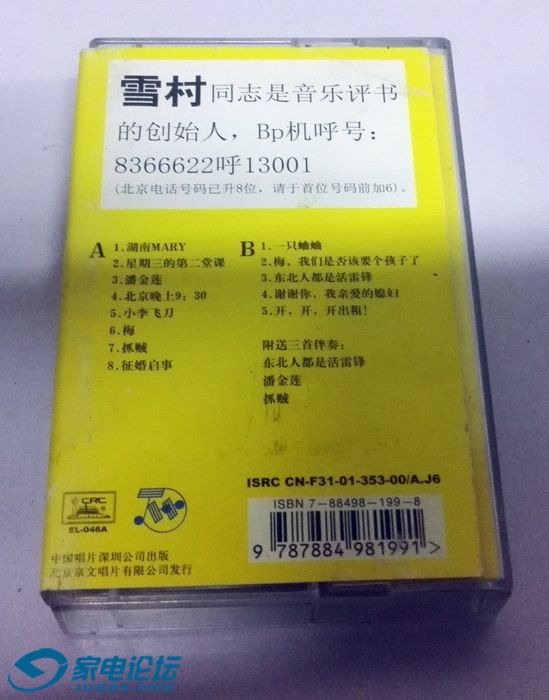 雪村同志是音乐评书
的创始人，Bp机呼号：
8366622呼13001
(北京电话号码已升8位，请于首位号码前加6)。
A
1.湖南MARY
2.星期三的第二堂课
3.潘金莲
4.北京晚上9：30
5.小李飞刀
6.梅
7.抓贼
8.征婚启事
B
1.一只蛐蛐
2.梅、我们是否该要个孩子了
3.东北人都是活雷锋
4.谢谢你，我亲爱的媳妇
5.开，开，开出租！
附送三首伴奏：
东北人都是活雷锋
潘金莲
抓贼
ISRC CN-F31-01-353-00/A.J6
ISBN 7-88498-199-8
9 787884 981991>
CRC
EL-046A
中国唱片深圳公司出版
北京京文唱片有限公司发行
家电论坛